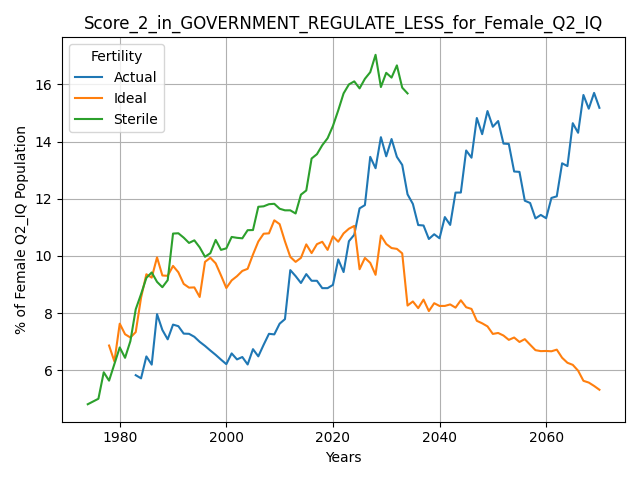 Score_2_in_GOVERNMENT_REGULATE_LESS_for_Female_Q2_IQ
Fertility
Actual
Ideal
Sterile
% of Female Q2_IQ Population
16
14
12
10
8
6
1980 2000 2020 2040 2060
Years